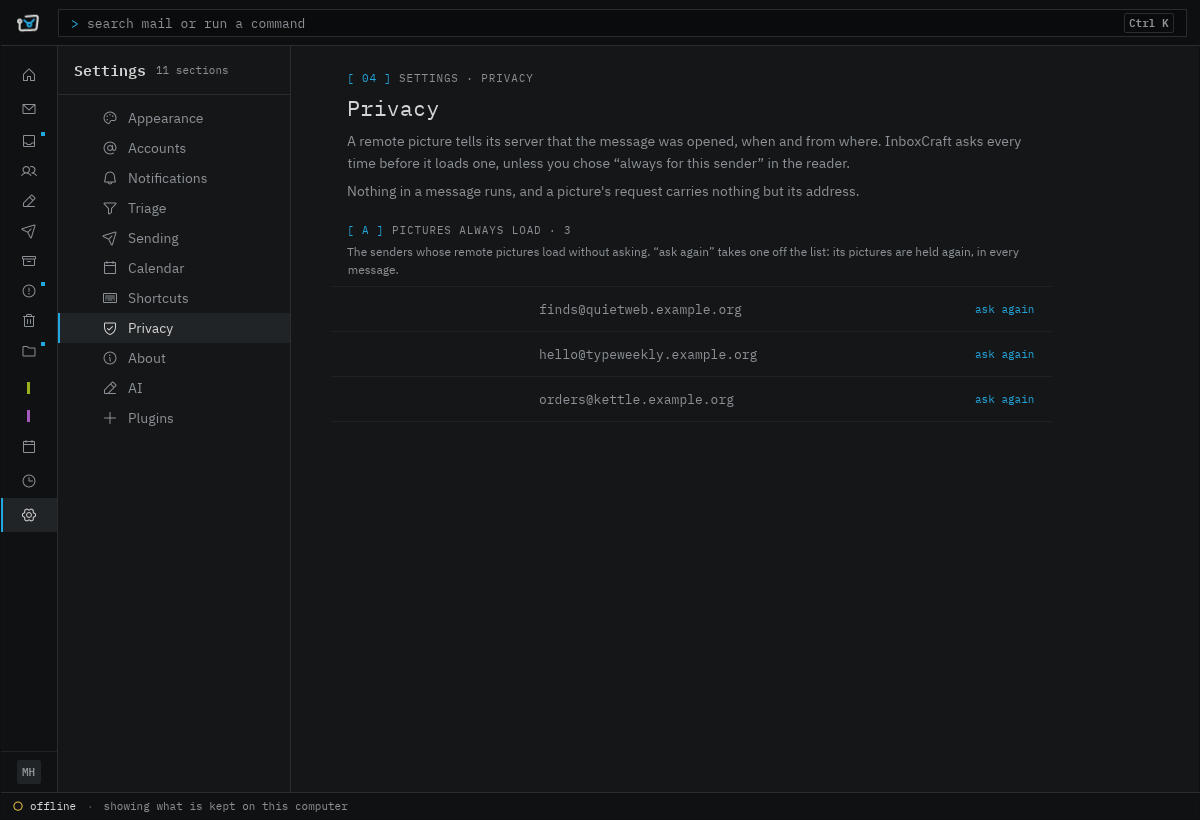 > search mail or run a command
Ctrl K
Settings 11 sections
Appearance
Accounts
Notifications
Triage
Sending
Calendar
Shortcuts
Privacy
About
AI
Plugins
[ 04 ] SETTINGS · PRIVACY
Privacy
A remote picture tells its server that the message was opened, when and from where. InboxCraft asks every
time before it loads one, unless you chose “always for this sender” in the reader.
Nothing in a message runs, and a picture's request carries nothing but its address.
[ A ] PICTURES ALWAYS LOAD · 3
The senders whose remote pictures load without asking. “ask again” takes one off the list: its pictures are held again, in every
message.
finds@quietweb.example.org ask again
hello@typeweekly.example.org ask again
orders@kettle.example.org ask again
MH
offline · showing what is kept on this computer